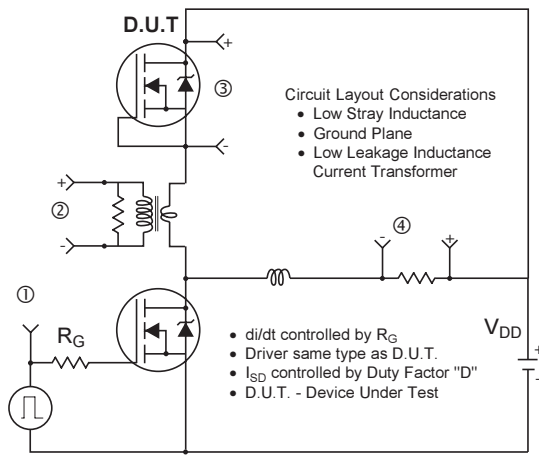 D.U.T
+
③
-
Circuit Layout Considerations
• Low Stray Inductance
• Ground Plane
• Low Leakage Inductance
Current Transformer
+
②
-
④
-
+
①
R_G
• di/dt controlled by R_G
• Driver same type as D.U.T.
• I_SD controlled by Duty Factor "D"
• D.U.T. - Device Under Test
V_DD
+
-